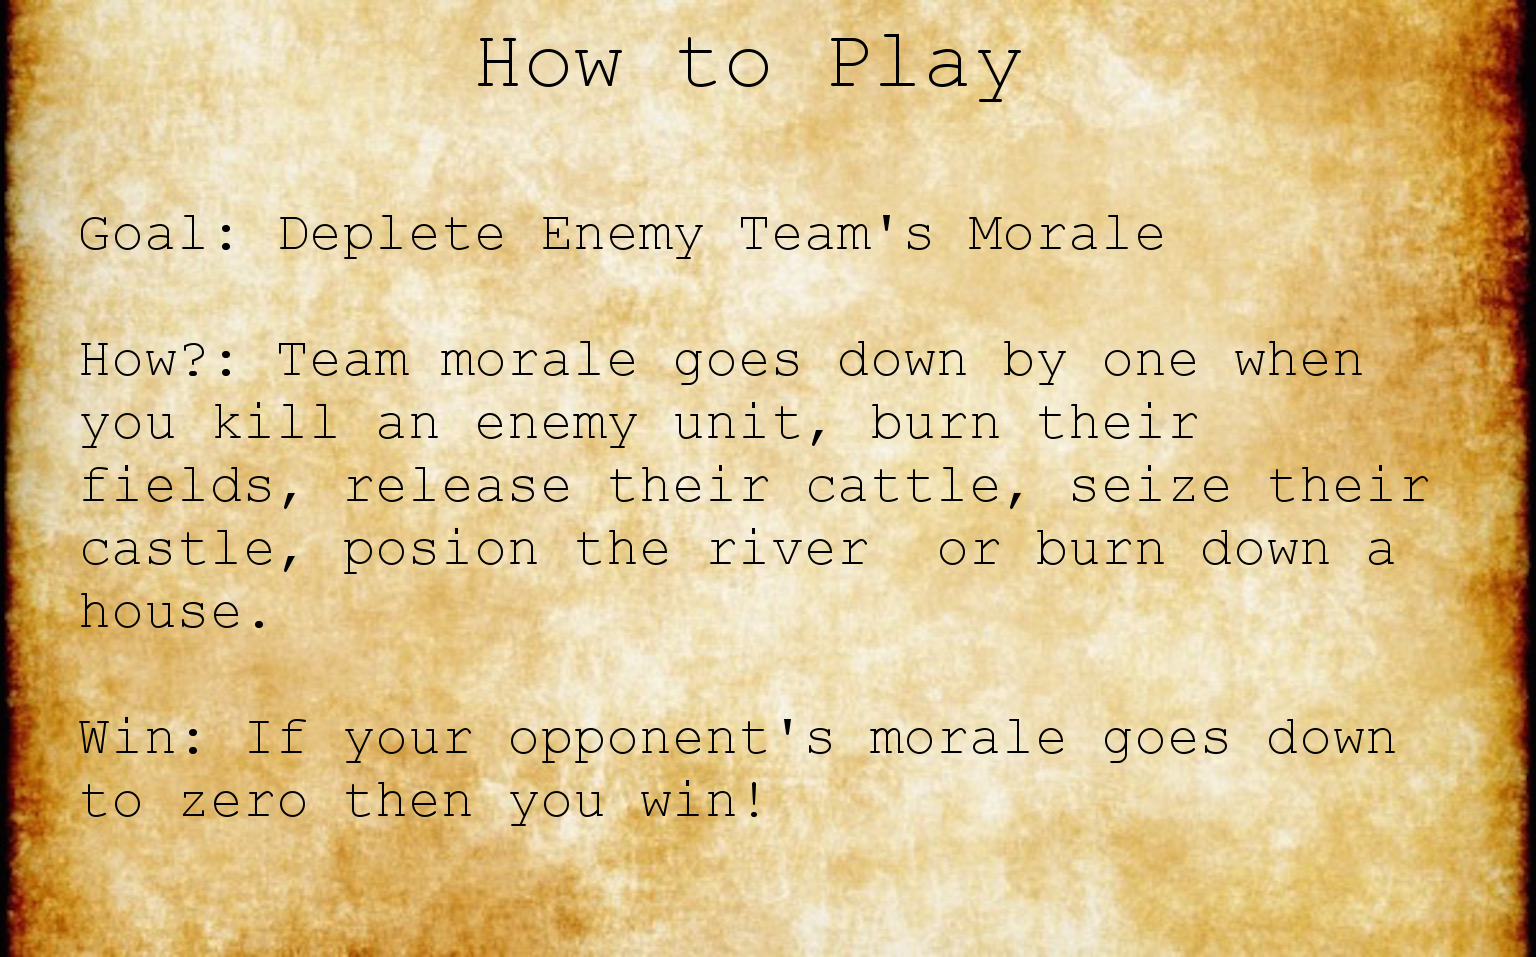 How to Play
Goal: Deplete Enemy Team's Morale
How?: Team morale goes down by one when
you kill an enemy unit, burn their
fields, release their cattle, seize their
castle, posion the river  or burn down a
house.
Win: If your opponent's morale goes down
to zero then you win!